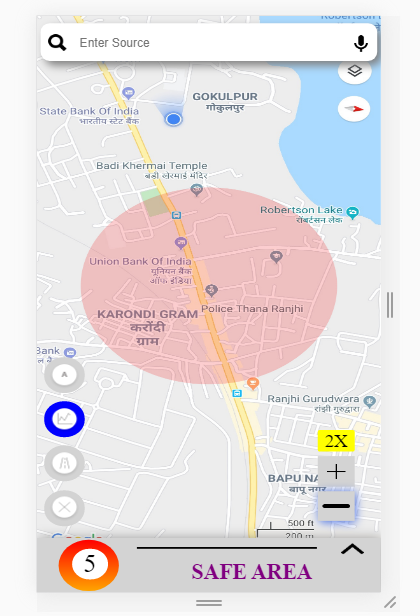 Robertson
Enter Source
GOKULPUR
गोकुलपुर
State Bank Of India
भारतीय स्टेट बैंक
Badi Khermai Temple
बड़ी खेरमाई मंदिर
Robertson Lake
रॉबर्टसन लेक
Union Bank Of India
यूनियन बैंक
ऑफ इंडिया
Police Thana Ranjhi
KARONDI GRAM
करोंदी
ग्राम
Bank
Ranjhi Gurudwara
रांझी गुरुद्वारा
2X
BAPU NA
बापू नगर
Google
500 ft
200 m
5
SAFE AREA